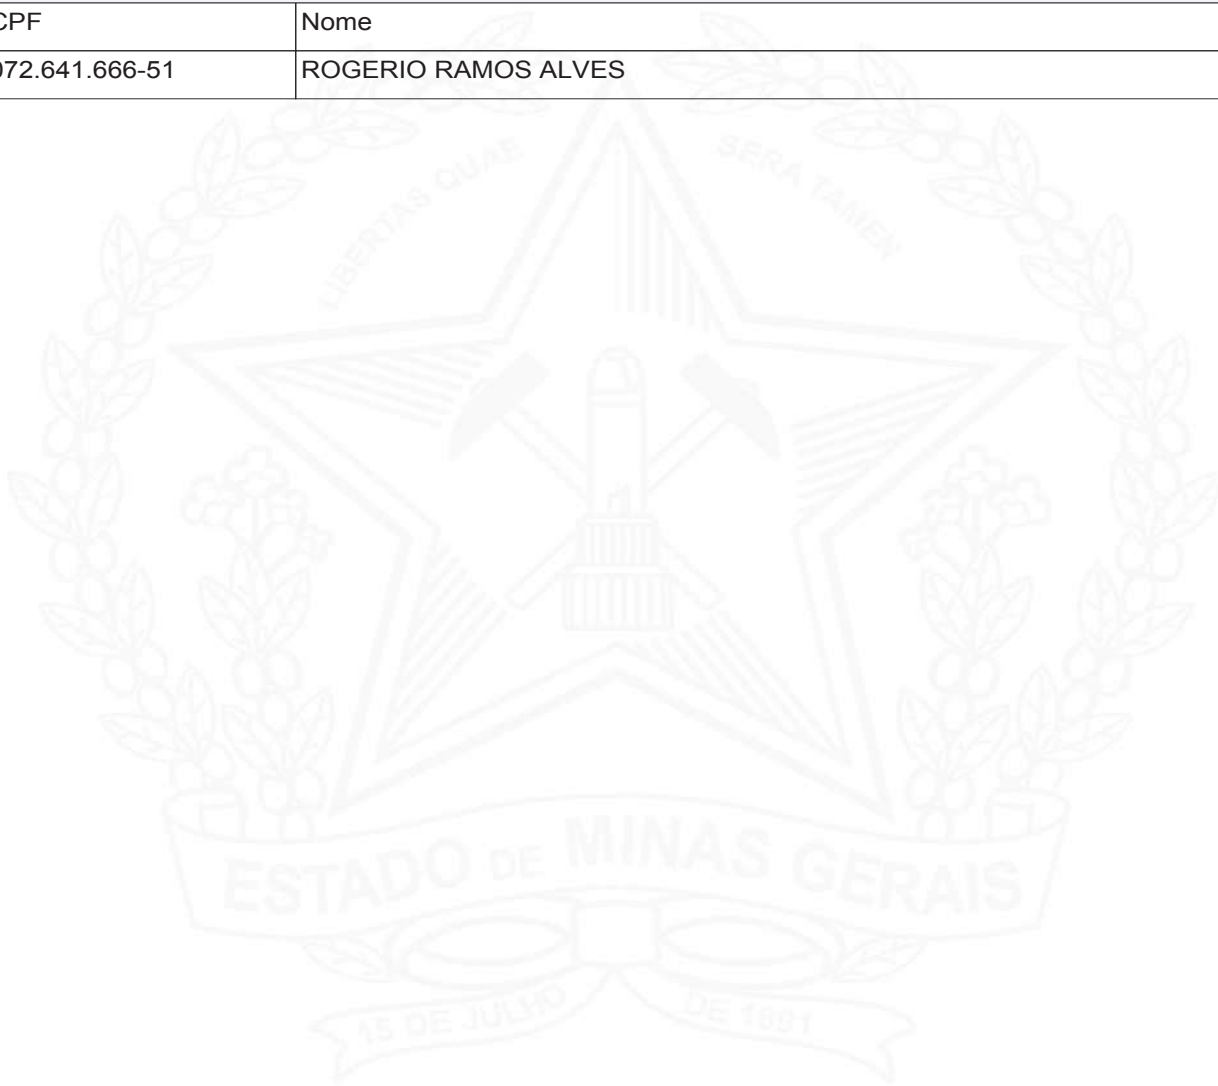 CPF Nome
072.641.666-51 ROGERIO RAMOS ALVES
LIBERTAS QUAE SERA TAMEN
ESTADO DE MINAS GERAIS
15 DE JULHO DE 1891